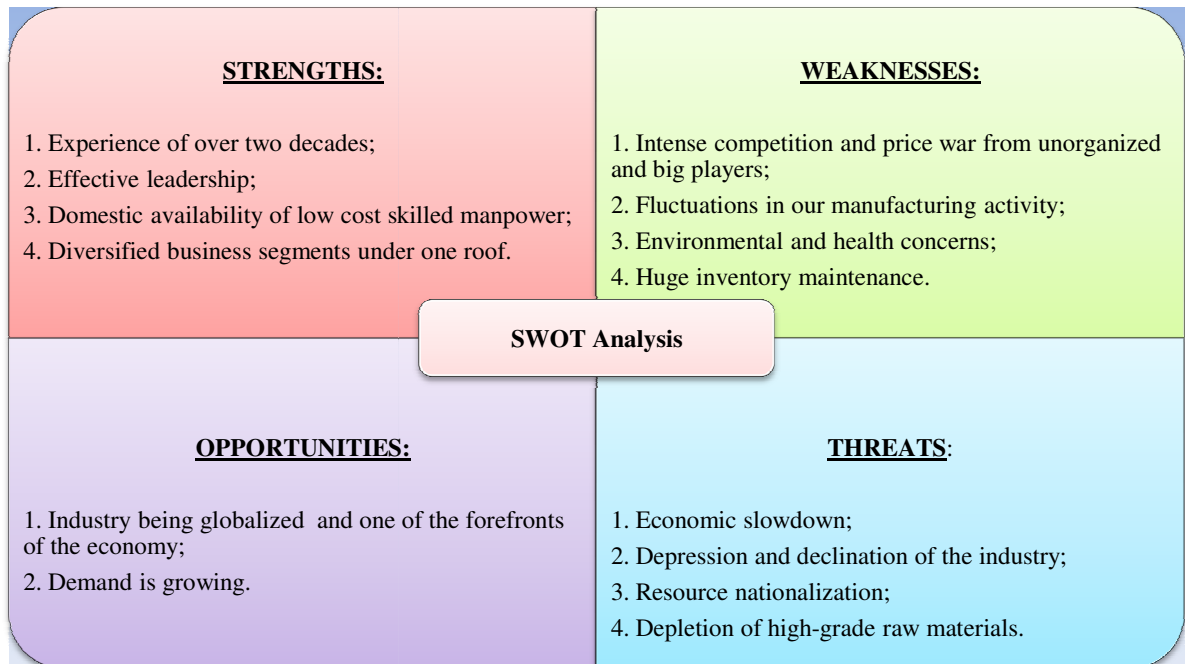 STRENGTHS:
1. Experience of over two decades;
2. Effective leadership;
3. Domestic availability of low cost skilled manpower;
4. Diversified business segments under one roof.
WEAKNESSES:
1. Intense competition and price war from unorganized
and big players;
2. Fluctuations in our manufacturing activity;
3. Environmental and health concerns;
4. Huge inventory maintenance.
SWOT Analysis
OPPORTUNITIES:
1. Industry being globalized and one of the forefronts
of the economy;
2. Demand is growing.
THREATS:
1. Economic slowdown;
2. Depression and declination of the industry;
3. Resource nationalization;
4. Depletion of high-grade raw materials.